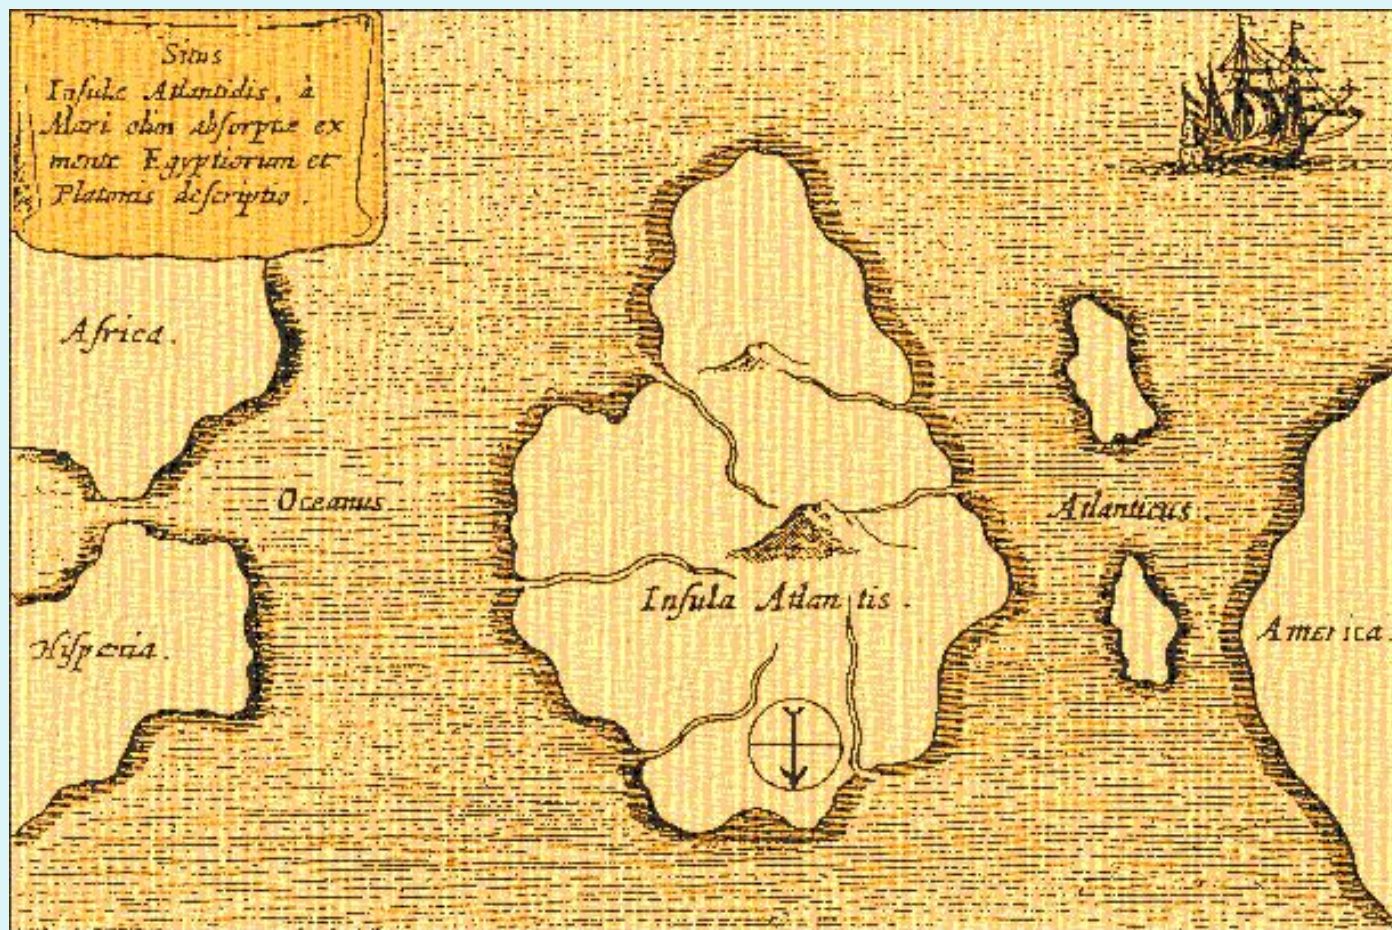 Situs
Insulæ Atlantidis, à
Mari olim absorptæ ex
mente Egyptiorum et
Platonis descriptio.
Africa.
Oceanus
Atlanticus.
Insula Atlantis.
America.
Hispania.